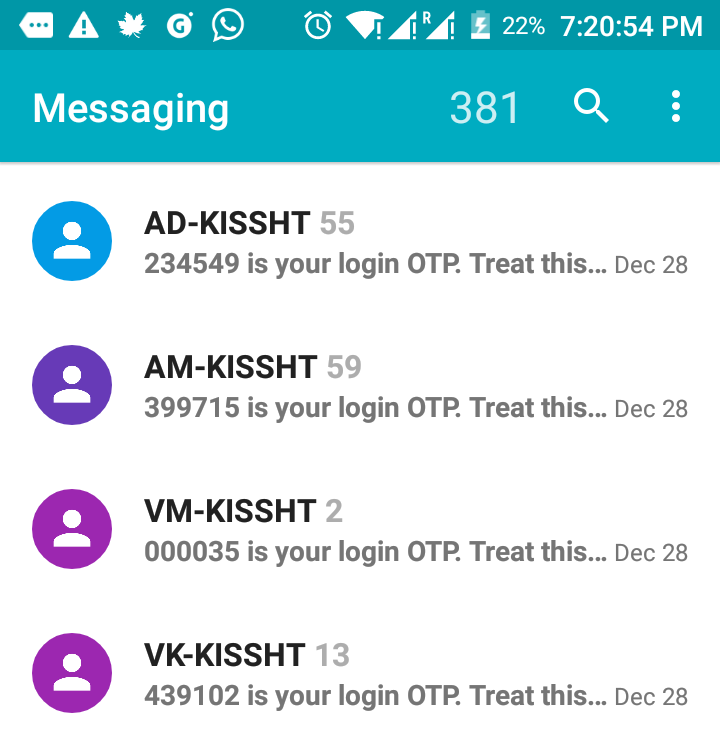 R 22% 7:20:54 PM
Messaging 381
AD-KISSHT 55
234549 is your login OTP. Treat this... Dec 28
AM-KISSHT 59
399715 is your login OTP. Treat this... Dec 28
VM-KISSHT 2
000035 is your login OTP. Treat this... Dec 28
VK-KISSHT 13
439102 is your login OTP. Treat this... Dec 28